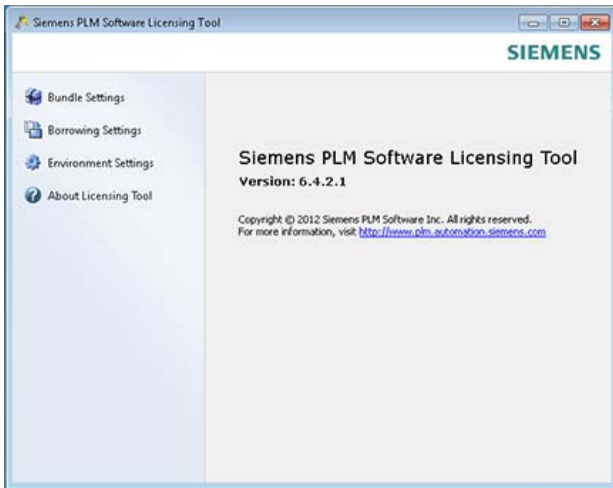 Siemens PLM Software Licensing Tool
SIEMENS
Bundle Settings
Borrowing Settings
Environment Settings
About Licensing Tool
Siemens PLM Software Licensing Tool
Version: 6.4.2.1
Copyright © 2012 Siemens PLM Software Inc. All rights reserved.
For more information, visit http://www.plm.automation.siemens.com